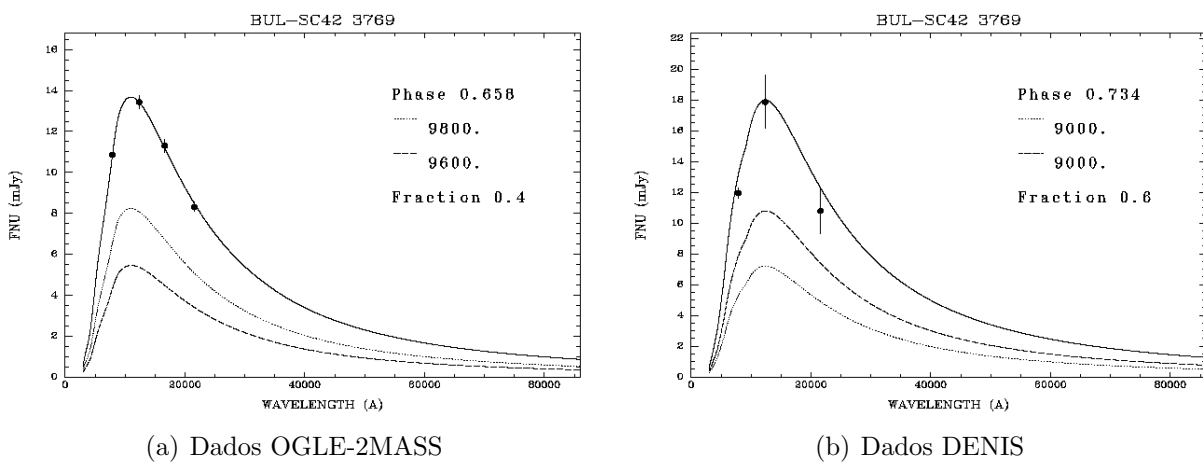 BUL-SC42 3769
16
14
12
10
8
6
4
2
0
FNU (mJy)
Phase 0.658
9800.
9600.
Fraction 0.4
0 20000 40000 60000 80000
WAVELENGTH (A)
(a) Dados OGLE-2MASS
BUL-SC42 3769
22
20
18
16
14
12
10
8
6
4
2
0
FNU (mJy)
Phase 0.734
9000.
9000.
Fraction 0.6
0 20000 40000 60000 80000
WAVELENGTH (A)
(b) Dados DENIS